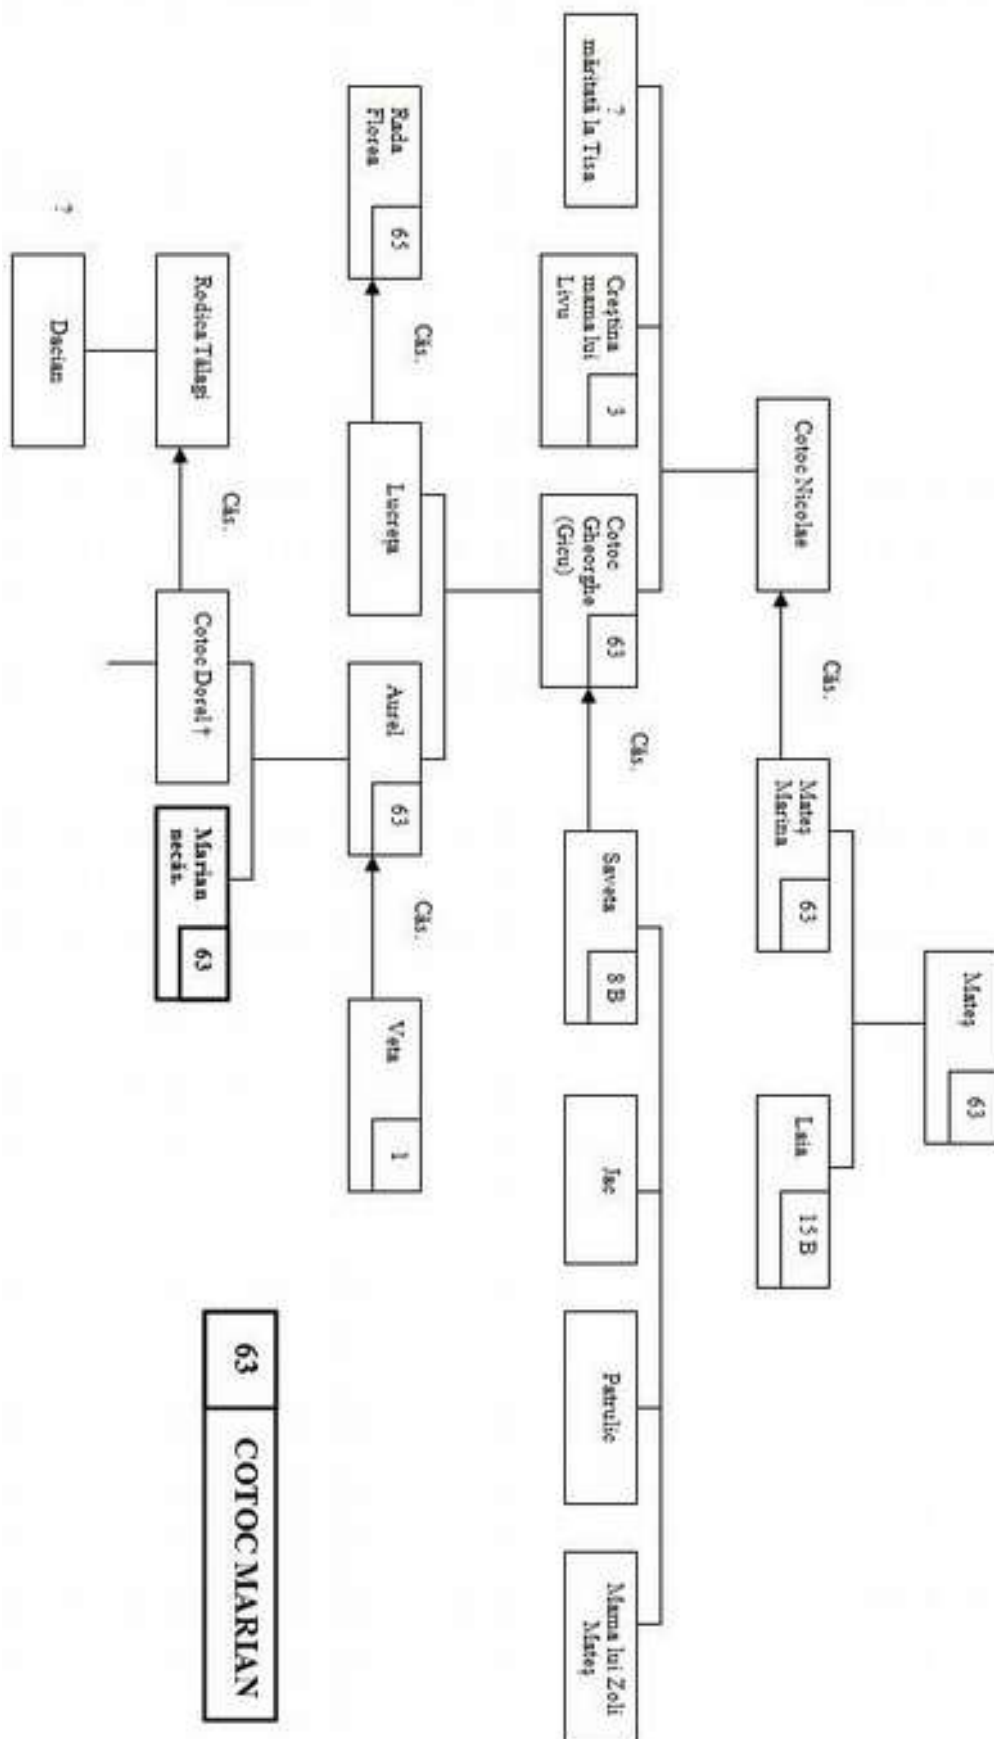 Mateș
63
Cotoc Nicolae
Căs.
Mateș
Marina
63
Laia
15 B
?
măritată la Tisa
Creștina
mama lui
Livu
3
Cotoc
Gheorghe
(Gicu)
63
Căs.
Saveta
8 B
Jac
Patrulic
Mama lui Zoli
Mateș
Rada
Florea
65
Căs.
Lucreța
Aurel
63
Căs.
Veta
1
Rodica Tălagi
Căs.
Cotoc Dorel †
Marian
necăs.
63
?
Dacian
63
COTOC MARIAN